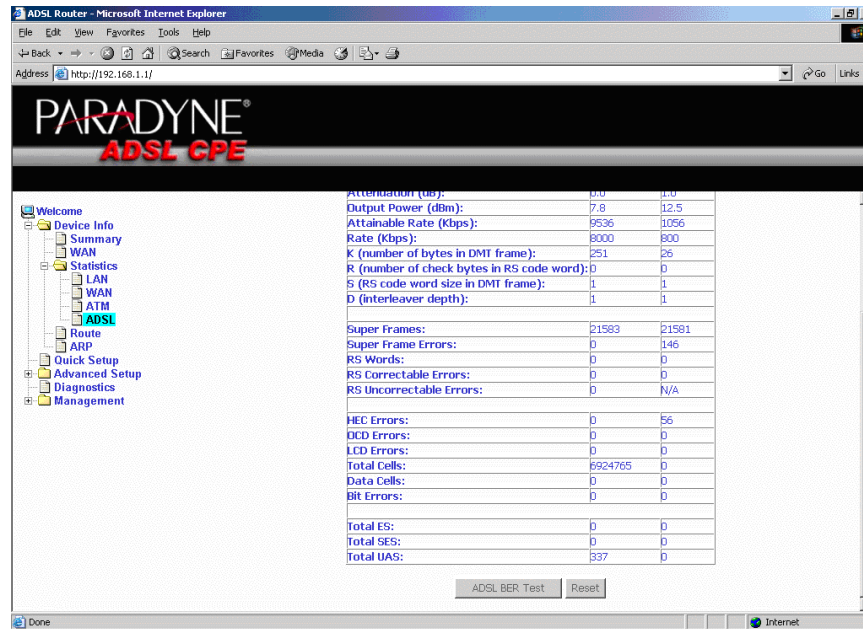 ADSL Router - Microsoft Internet Explorer
File Edit View Favorites Tools Help
Back Search Favorites Media
Address http://192.168.1.1/ Go Links
PARADYNE®
ADSL CPE
Welcome
Device Info
Summary
WAN
Statistics
LAN
WAN
ATM
ADSL
Route
ARP
Quick Setup
Advanced Setup
Diagnostics
Management
Attenuation (dB): 0.0 1.0
Output Power (dBm): 7.8 12.5
Attainable Rate (Kbps): 9536 1056
Rate (Kbps): 8000 800
K (number of bytes in DMT frame): 251 26
R (number of check bytes in RS code word): 0 0
S (RS code word size in DMT frame): 1 1
D (interleaver depth): 1 1
Super Frames: 21583 21581
Super Frame Errors: 0 146
RS Words: 0 0
RS Correctable Errors: 0 0
RS Uncorrectable Errors: 0 N/A
HEC Errors: 0 56
OCD Errors: 0 0
LCD Errors: 0 0
Total Cells: 6924765 0
Data Cells: 0 0
Bit Errors: 0 0
Total ES: 0 0
Total SES: 0 0
Total UAS: 337 0
ADSL BER Test Reset
Done Internet